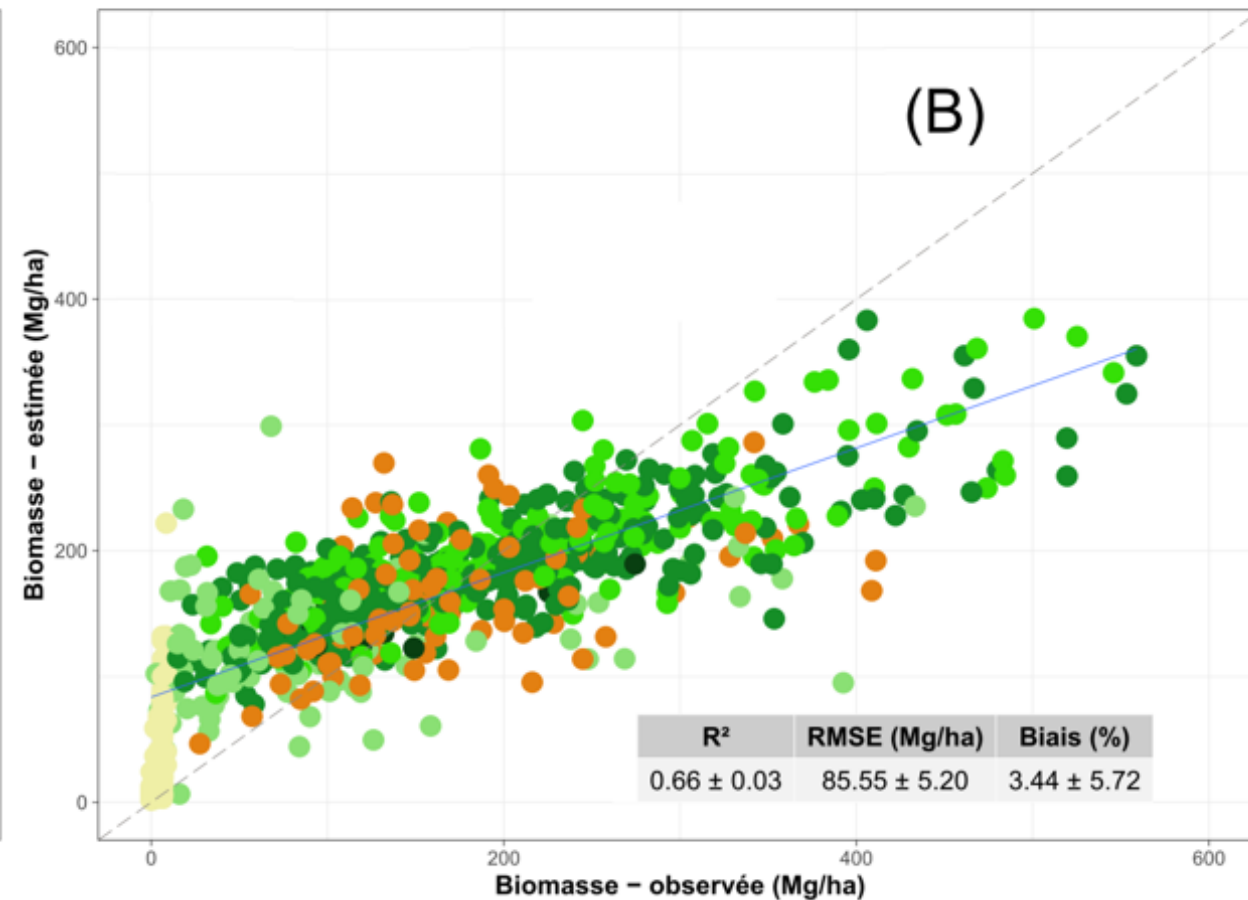 600
(B)
400
Biomasse − estimée (Mg/ha)
200
R² RMSE (Mg/ha) Biais (%)
0.66 ± 0.03 85.55 ± 5.20 3.44 ± 5.72
0
0 200 400 600
Biomasse − observée (Mg/ha)